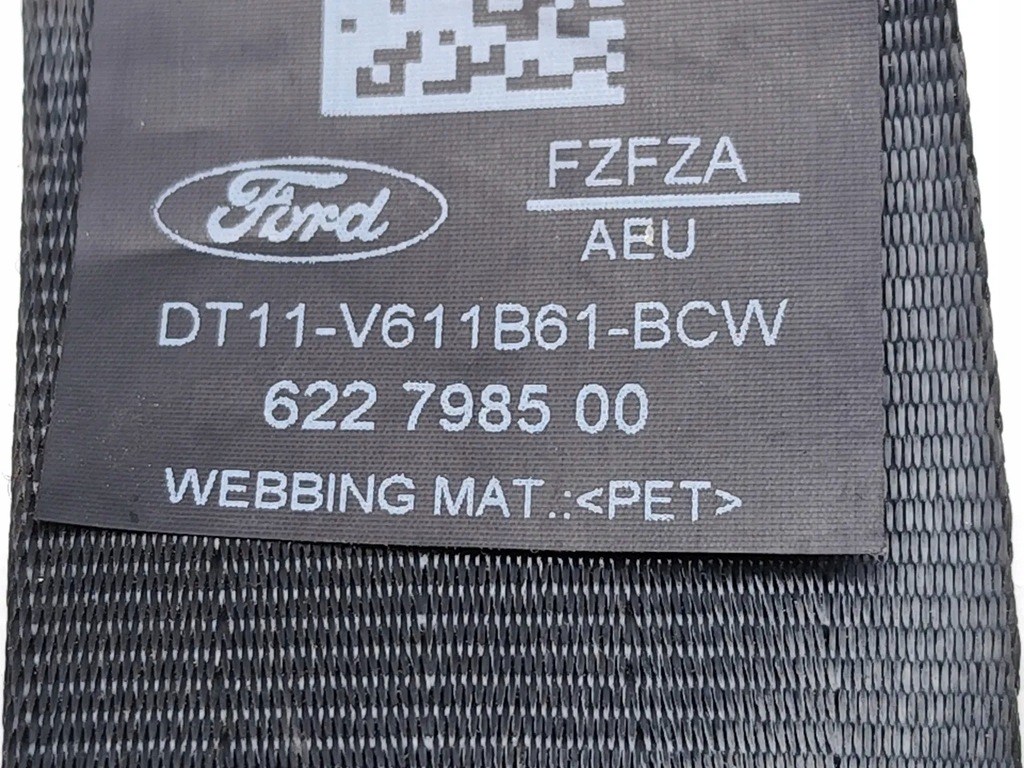 Ford
FZFZA
AEU
DT11-V611B61-BCW
622 7985 00
WEBBING MAT.:<PET>